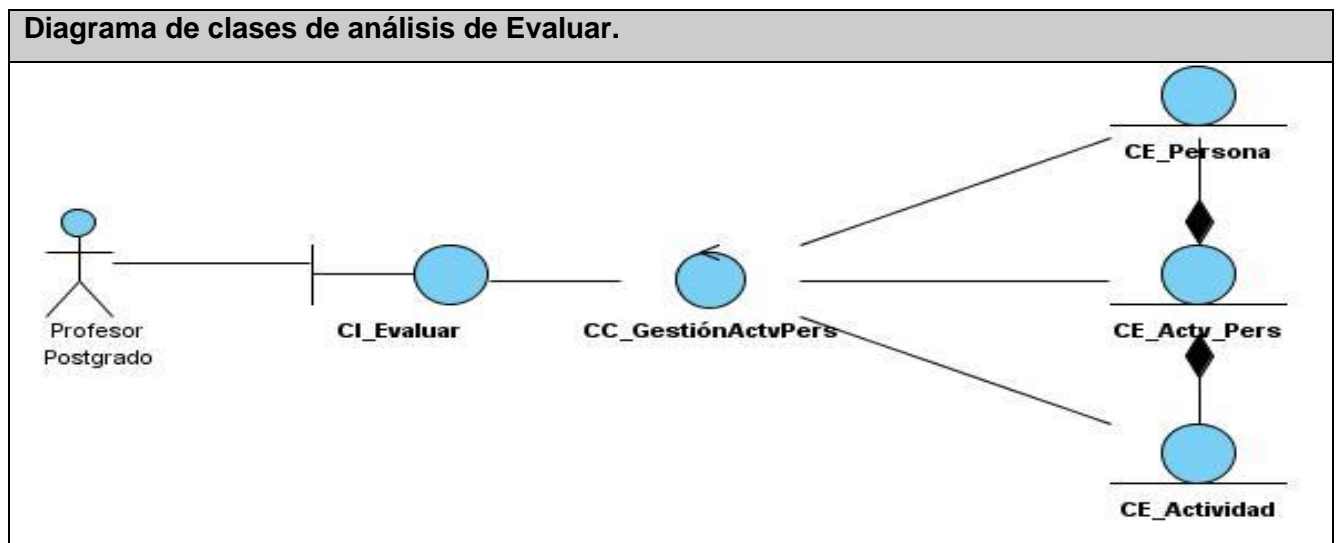 Diagrama de clases de análisis de Evaluar.
CE_Persona
Profesor
Postgrado
CI_Evaluar
CC_GestiónActvPers
CE_Actv_Pers
CE_Actividad